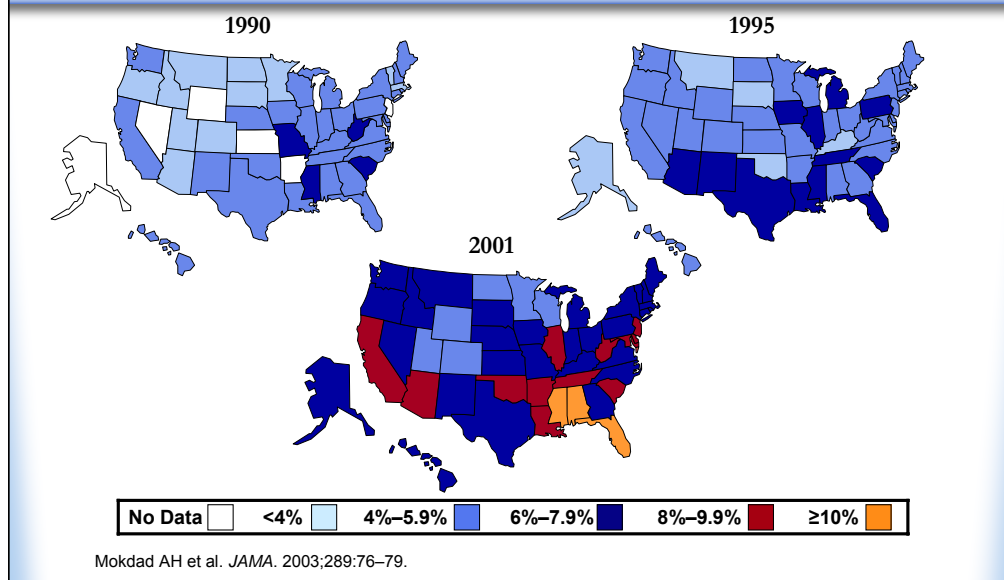 1990
1995
2001
No Data <4% 4%–5.9% 6%–7.9% 8%–9.9% ≥10%
Mokdad AH et al. JAMA. 2003;289:76–79.